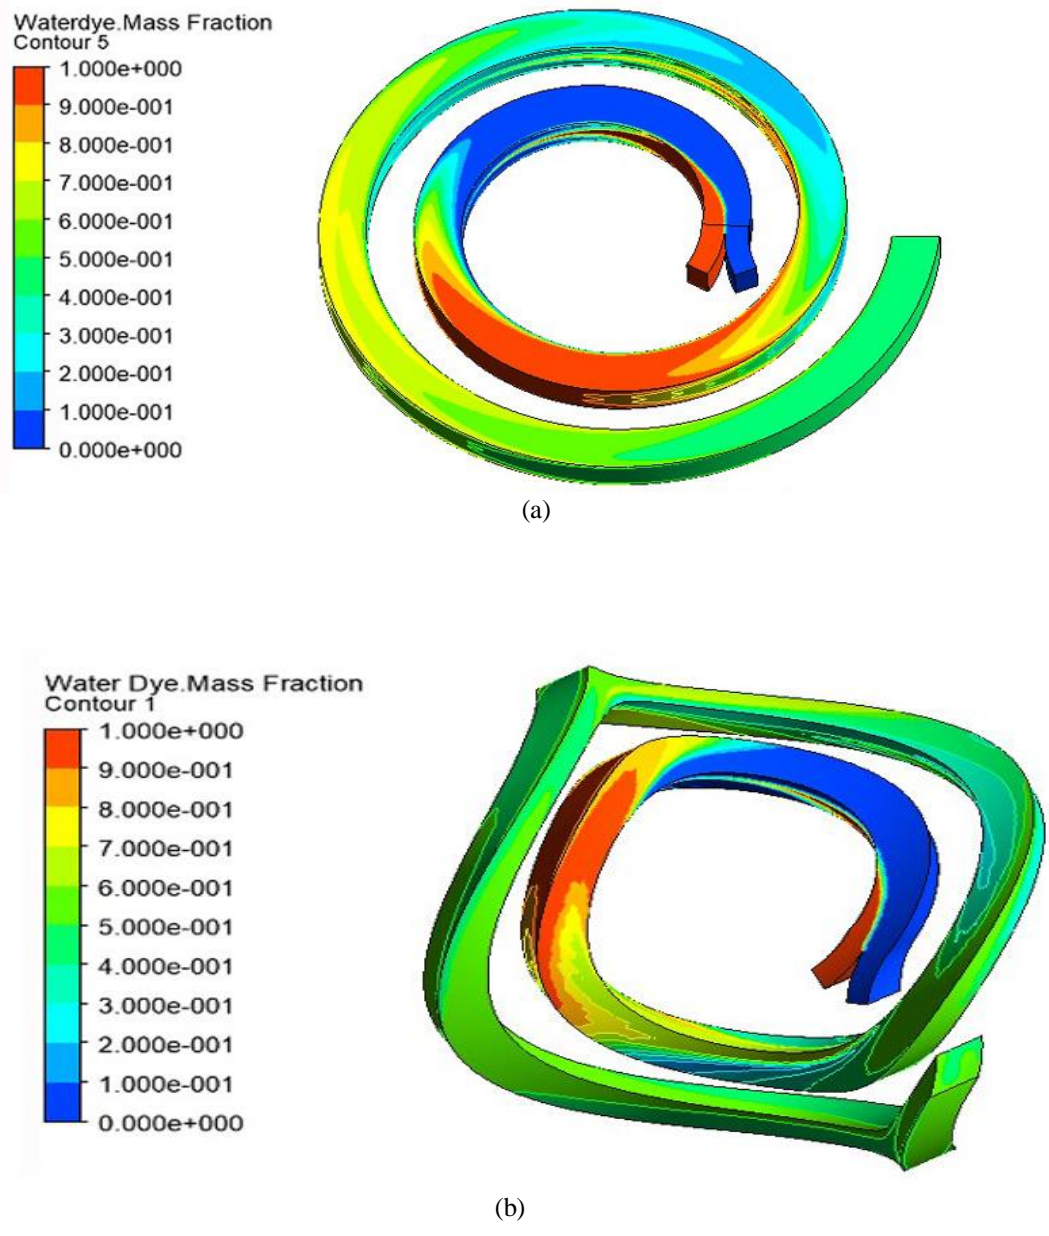 Waterdye.Mass Fraction
Contour 5
1.000e+000
9.000e-001
8.000e-001
7.000e-001
6.000e-001
5.000e-001
4.000e-001
3.000e-001
2.000e-001
1.000e-001
0.000e+000
(a)
Water Dye.Mass Fraction
Contour 1
1.000e+000
9.000e-001
8.000e-001
7.000e-001
6.000e-001
5.000e-001
4.000e-001
3.000e-001
2.000e-001
1.000e-001
0.000e+000
(b)